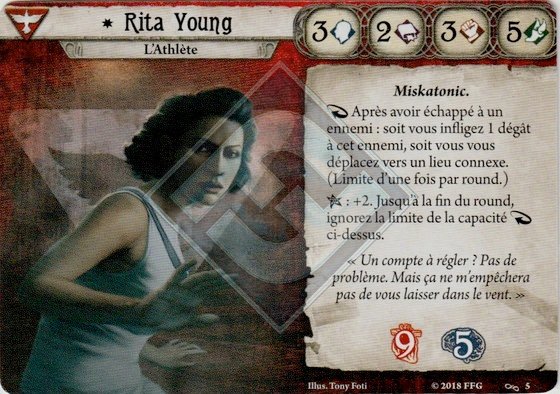 Rita Young
L'Athlète
3 2 3 5
Miskatonic.
Après avoir échappé à un
ennemi : soit vous infligez 1 dégât
à cet ennemi, soit vous vous
déplacez vers un lieu connexe.
(Limite d'une fois par round.)
: +2. Jusqu'à la fin du round,
ignorez la limite de la capacité
ci-dessus.
« Un compte à régler ? Pas de
problème. Mais ça ne m'empêchera
pas de vous laisser dans le vent. »
9 5
Illus. Tony Foti © 2018 FFG 5